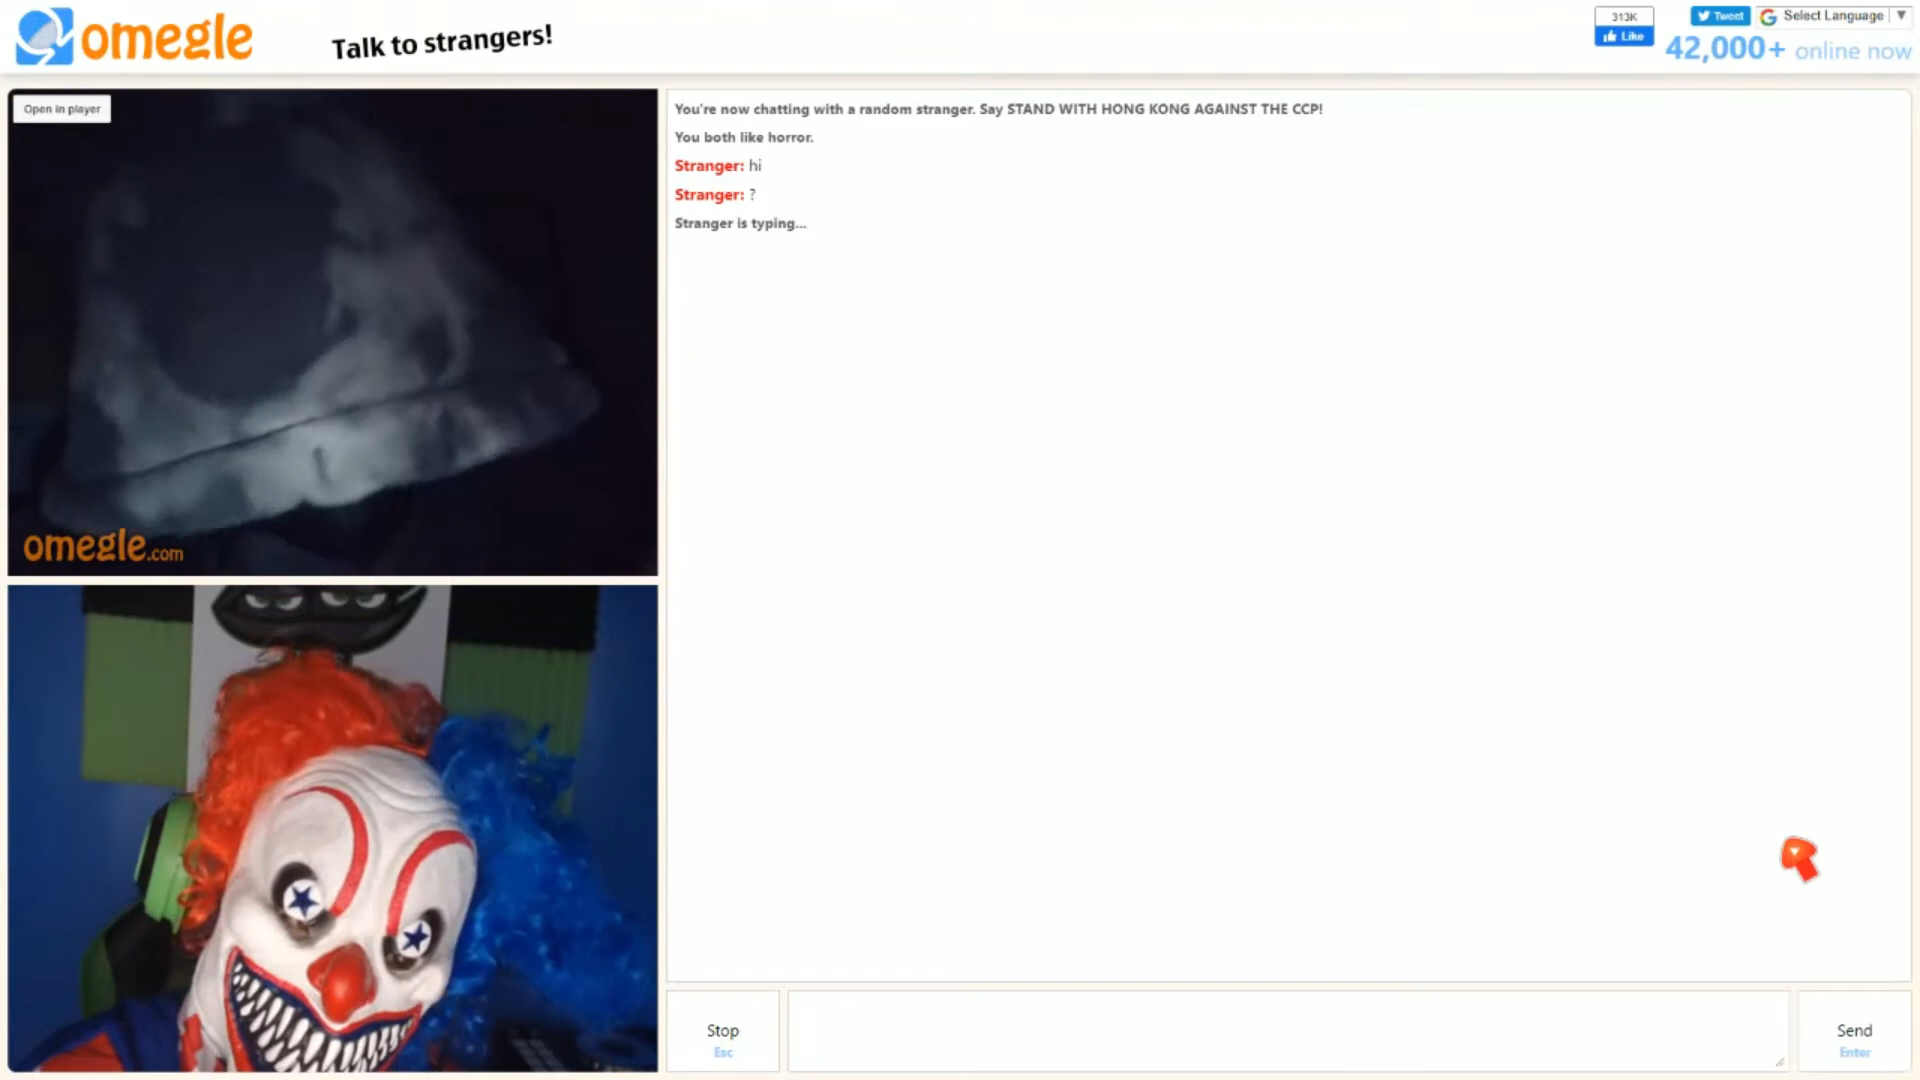 omegle
Talk to strangers!
313K
Like
Tweet
Select Language
42,000+ online now
Open in player
omegle.com
You're now chatting with a random stranger. Say STAND WITH HONG KONG AGAINST THE CCP!
You both like horror.
Stranger: hi
Stranger: ?
Stranger is typing...
Stop
Esc
Send
Enter